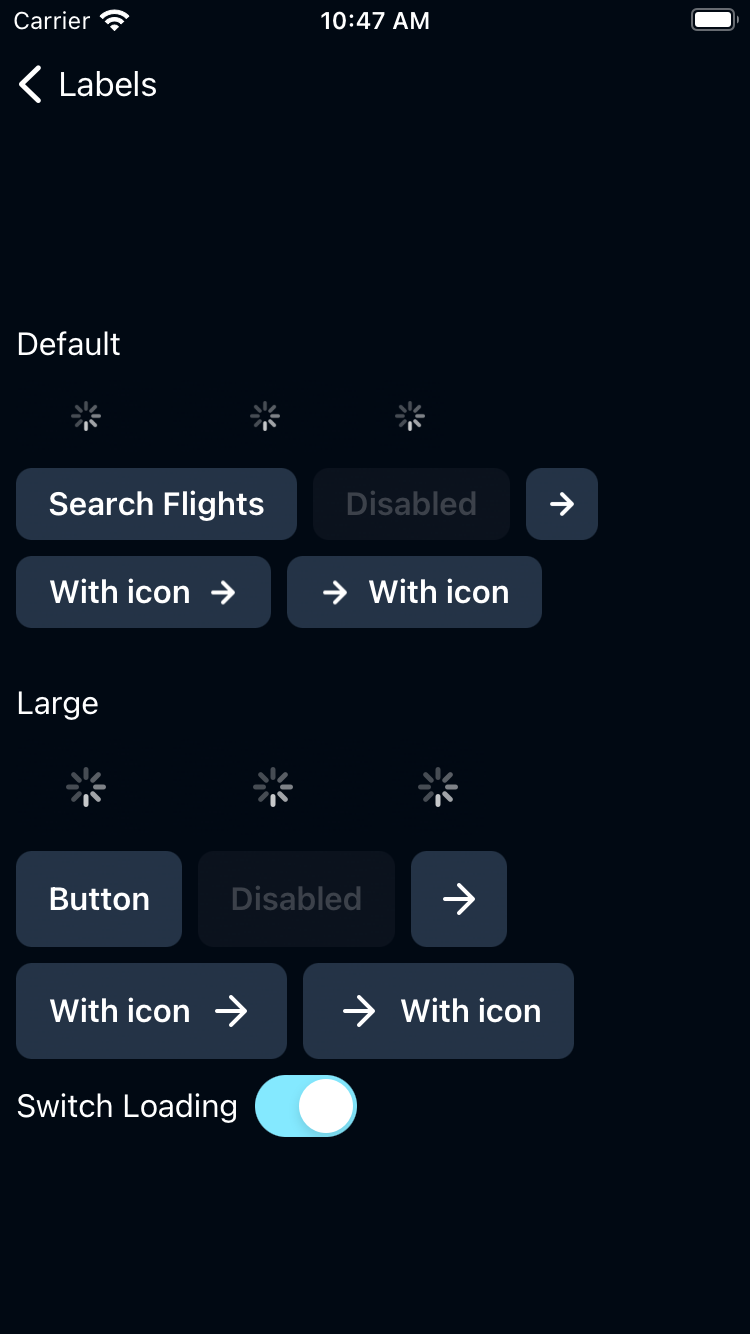 Carrier 10:47 AM
Labels
Default
Search Flights Disabled
With icon With icon
Large
Button Disabled
With icon With icon
Switch Loading